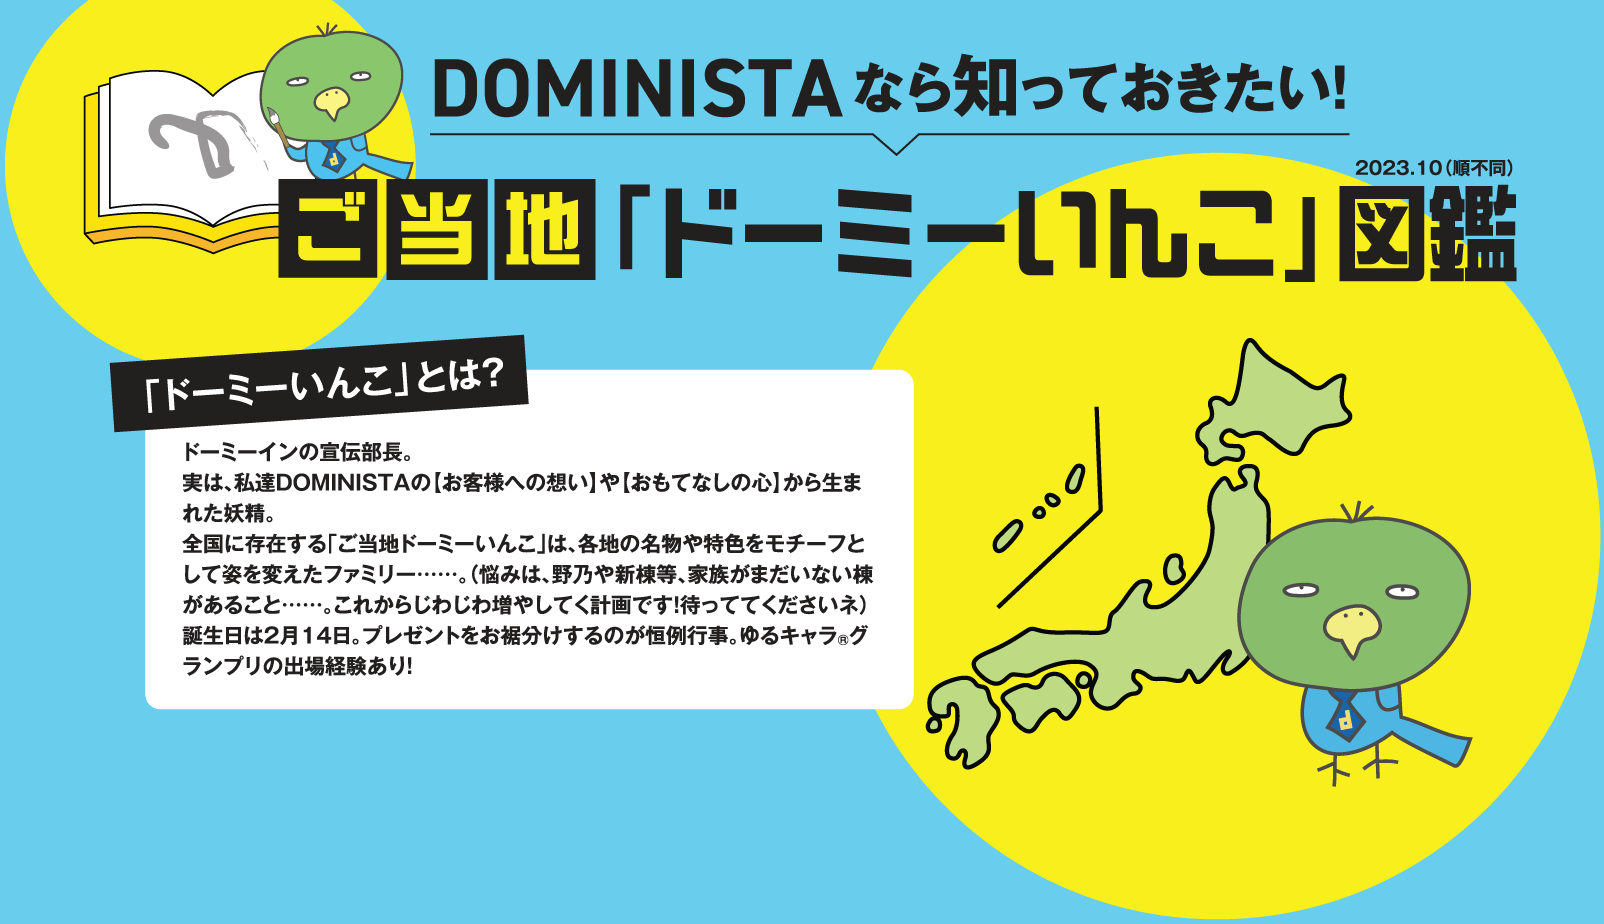 DOMINISTAなら知っておきたい!
2023.10(順不同)
ご当地「ドーミーいんこ」図鑑
「ドーミーいんこ」とは?
ドーミーインの宣伝部長。
実は、私達DOMINISTAの【お客様への想い】や【おもてなしの心】から生ま
れた妖精。
全国に存在する「ご当地ドーミーいんこ」は、各地の名物や特色をモチーフと
して姿を変えたファミリー……。(悩みは、野乃や新棟等、家族がまだいない棟
があること……。これからじわじわ増やしてく計画です!待っててくださいネ)
誕生日は2月14日。プレゼントをお裾分けするのが恒例行事。ゆるキャラ®グ
ランプリの出場経験あり!
d